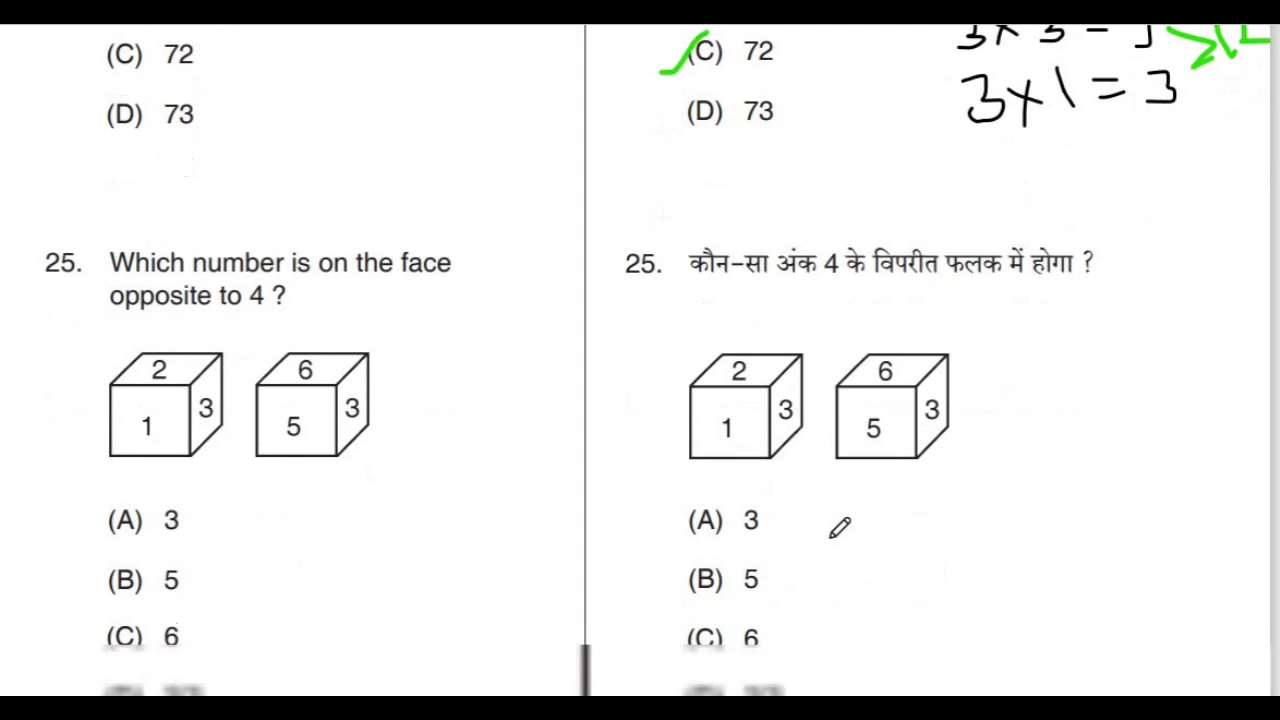 (C) 72
(D) 73
25. Which number is on the face
opposite to 4 ?
2
1
3
6
5
3
(A) 3
(B) 5
(C) 6
(C) 72
(D) 73
3 x 1 = 3
25. कौन-सा अंक 4 के विपरीत फलक में होगा ?
2
1
3
6
5
3
(A) 3
(B) 5
(C) 6